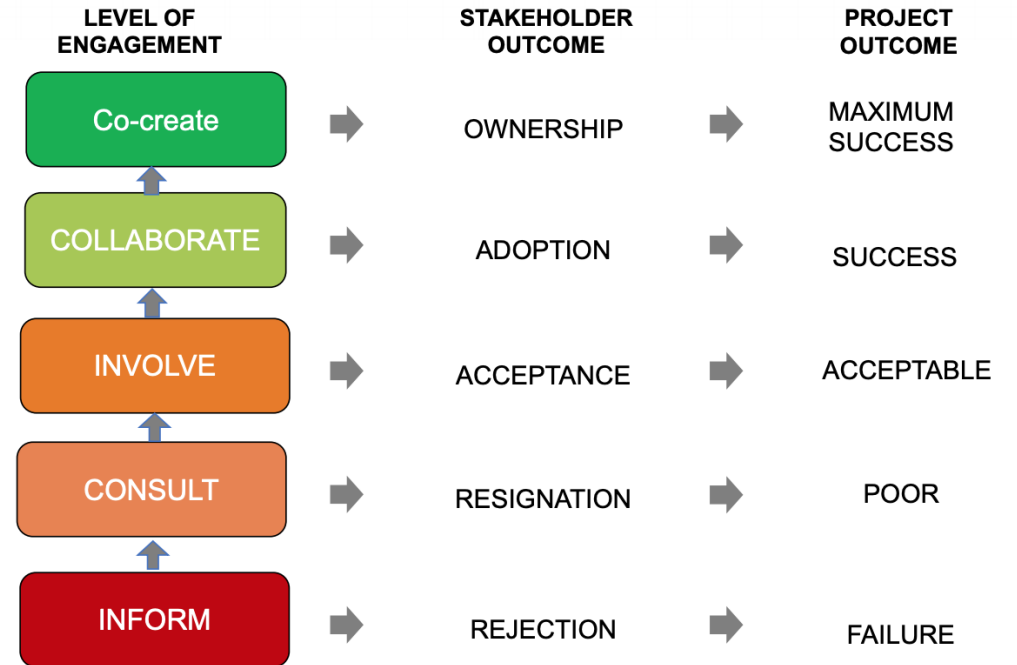 LEVEL OF
ENGAGEMENT
STAKEHOLDER
OUTCOME
PROJECT
OUTCOME
Co-create
OWNERSHIP
MAXIMUM
SUCCESS
COLLABORATE
ADOPTION
SUCCESS
INVOLVE
ACCEPTANCE
ACCEPTABLE
CONSULT
RESIGNATION
POOR
INFORM
REJECTION
FAILURE